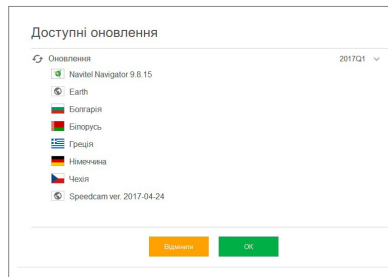 Доступні оновлення
Оновлення 2017Q1
Navitel Navigator 9.8.15
Earth
Болгарія
Білорусь
Греція
Німеччина
Чехія
Speedcam ver. 2017-04-24
Відмінити OK